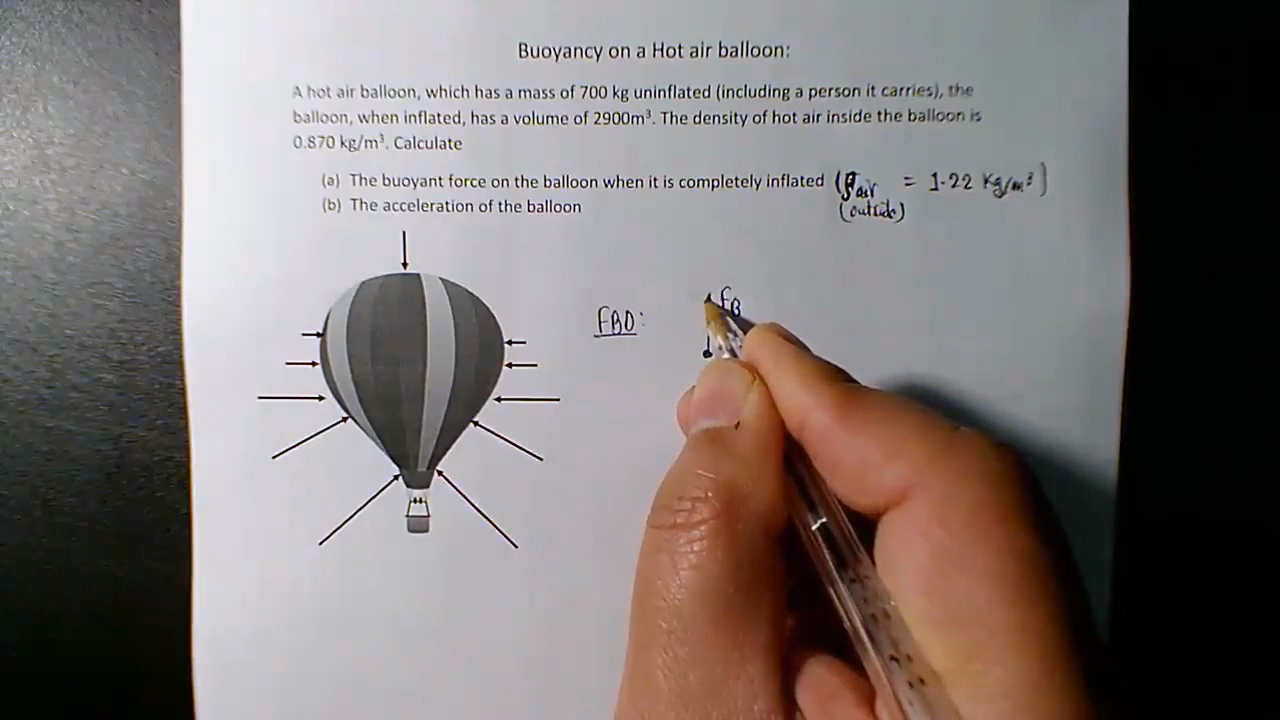 Buoyancy on a Hot air balloon:
A hot air balloon, which has a mass of 700 kg uninflated (including a person it carries), the
balloon, when inflated, has a volume of 2900m³. The density of hot air inside the balloon is
0.870 kg/m³. Calculate
(a) The buoyant force on the balloon when it is completely inflated (ρair = 1.22 Kg/m³)
(outside)
(b) The acceleration of the balloon
FBD:
FB